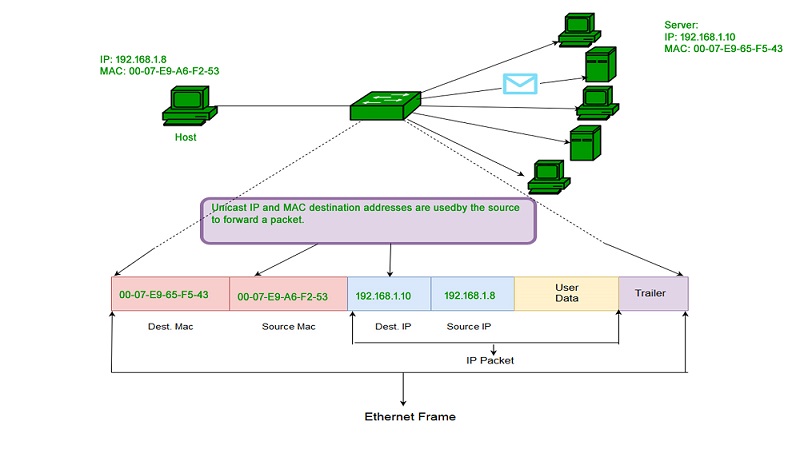 Server:
IP: 192.168.1.10
MAC: 00-07-E9-65-F5-43
IP: 192.168.1.8
MAC: 00-07-E9-A6-F2-53
Host
Unicast IP and MAC destination addresses are usedby the source
to forward a packet.
00-07-E9-65-F5-43 00-07-E9-A6-F2-53 192.168.1.10 192.168.1.8 User Data Trailer
Dest. Mac Source Mac Dest. IP Source IP
IP Packet
Ethernet Frame